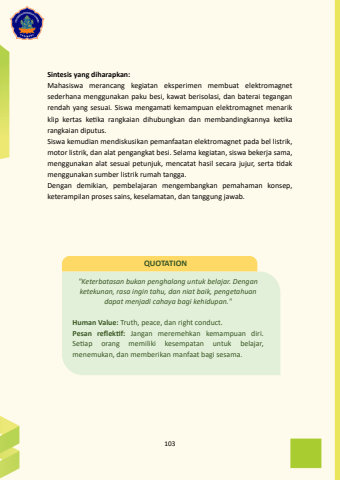 Sintesis yang diharapkan:
Mahasiswa merancang kegiatan eksperimen membuat elektromagnet
sederhana menggunakan paku besi, kawat berisolasi, dan baterai tegangan
rendah yang sesuai. Siswa mengamati kemampuan elektromagnet menarik
klip kertas ketika rangkaian dihubungkan dan membandingkannya ketika
rangkaian diputus.
Siswa kemudian mendiskusikan pemanfaatan elektromagnet pada bel listrik,
motor listrik, dan alat pengangkat besi. Selama kegiatan, siswa bekerja sama,
menggunakan alat sesuai petunjuk, mencatat hasil secara jujur, serta tidak
menggunakan sumber listrik rumah tangga.
Dengan demikian, pembelajaran mengembangkan pemahaman konsep,
keterampilan proses sains, keselamatan, dan tanggung jawab.
QUOTATION
"Keterbatasan bukan penghalang untuk belajar. Dengan
ketekunan, rasa ingin tahu, dan niat baik, pengetahuan
dapat menjadi cahaya bagi kehidupan."
Human Value: Truth, peace, dan right conduct.
Pesan reflektif: Jangan meremehkan kemampuan diri.
Setiap orang memiliki kesempatan untuk belajar,
menemukan, dan memberikan manfaat bagi sesama.
103